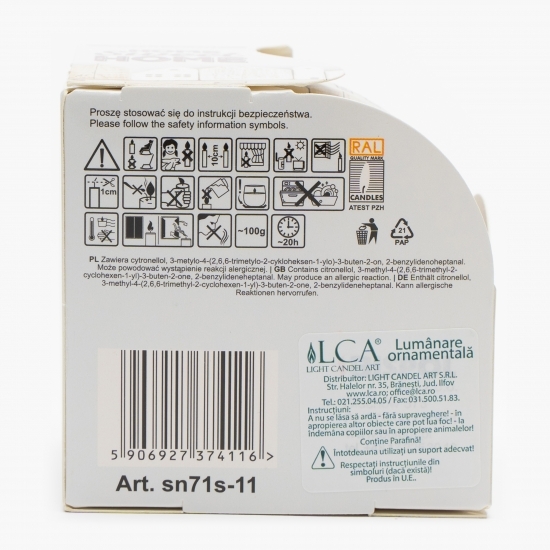 HOME
Proszę stosować się do instrukcji bezpieczeństwa.
Please follow the safety information symbols.
10cm
RAL
QUALITY MARK
CANDLES
ATEST PZH
1cm
~100g
~20h
21
PAP
PL Zawiera cytronellol, 3-metylo-4-(2,6,6-trimetylo-2-cykloheksen-1-ylo)-3-buten-2-on, 2-benzylidenoheptanal.
Może powodować wystąpienie reakcji alergicznej. | GB Contains citronellol, 3-methyl-4-(2,6,6-trimethyl-2-
cyclohexen-1-yl)-3-buten-2-one, 2-benzylideneheptanal. May produce an allergic reaction. | DE Enthält citronellol,
3-methyl-4-(2,6,6-trimethyl-2-cyclohexen-1-yl)-3-buten-2-one, 2-benzylideneheptanal. Kann allergische
Reaktionen hervorrufen.
5 906927 374116 >
Art. sn71s-11
LCA®
LIGHT CANDEL ART
Lumânare
ornamentală
Distribuitor: LIGHT CANDEL ART S.R.L.
Str. Halelor nr. 35, Brănești, Jud. Ilfov
www.lca.ro; office@lca.ro
Tel.: 021.255.04.05 / Fax: 031.500.51.83.
Instrucțiuni:
A nu se lăsa să ardă - fără supraveghere! - în
apropierea altor obiecte care pot lua foc! - la
îndemâna copiilor sau în apropiere animalelor!
Conține Parafină!
Intotdeauna utilizați un suport adecvat!
Respectați instrucțiunile din
simboluri (dacă există)!
Produs în U.E..